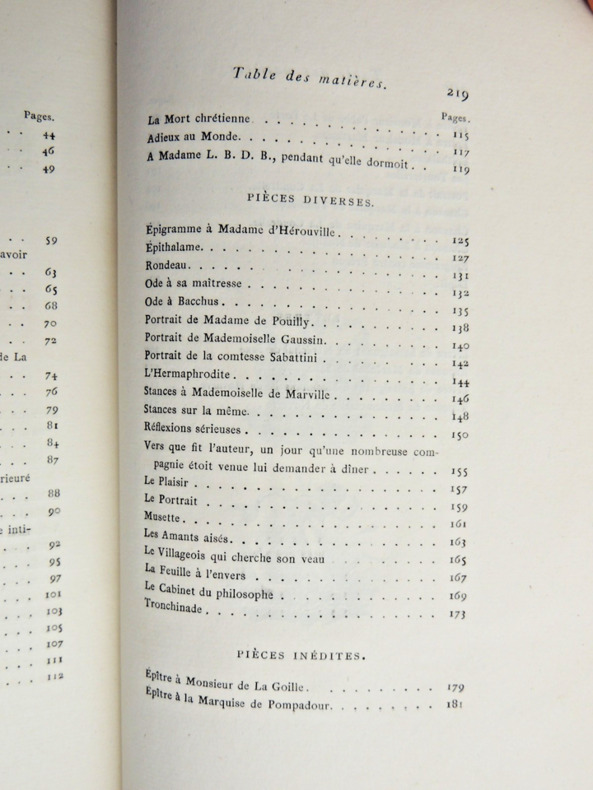 Pages.
44
46
49
59
avoir
63
65
68
70
72
de La
74
76
79
81
84
87
rieuré
88
90
e inti-
92
95
97
101
103
105
107
111
112
Table des matières. 219
Pages.
La Mort chrétienne . . . . . . . . . . . . 115
Adieux au Monde. . . . . . . . . . . . . 117
A Madame L. B. D. B., pendant qu'elle dormoit . . 119
PIÈCES DIVERSES.
Épigramme à Madame d'Hérouville. . . . . . . . 125
Épithalame. . . . . . . . . . . . . . . 127
Rondeau. . . . . . . . . . . . . . . . 131
Ode à sa maîtresse . . . . . . . . . . . . 132
Ode à Bacchus . . . . . . . . . . . . . . 135
Portrait de Madame de Pouilly. . . . . . . . . 138
Portrait de Mademoiselle Gaussin. . . . . . . . 140
Portrait de la comtesse Sabattini . . . . . . . . 142
L'Hermaphrodite . . . . . . . . . . . . . 144
Stances à Mademoiselle de Marville . . . . . . . 146
Stances sur la même. . . . . . . . . . . . 148
Réflexions sérieuses . . . . . . . . . . . . 150
Vers que fit l'auteur, un jour qu'une nombreuse com-
pagnie étoit venue lui demander à dîner . . . . . 155
Le Plaisir . . . . . . . . . . . . . . . 157
Le Portrait . . . . . . . . . . . . . . . 159
Musette. . . . . . . . . . . . . . . . 161
Les Amants aisés. . . . . . . . . . . . . 163
Le Villageois qui cherche son veau . . . . . . . 165
La Feuille à l'envers . . . . . . . . . . . . 167
Le Cabinet du philosophe . . . . . . . . . . 169
Tronchinade . . . . . . . . . . . . . . 173
PIÈCES INÉDITES.
Épître à Monsieur de La Goille. . . . . . . . . 179
Épître à la Marquise de Pompadour. . . . . . . . 181